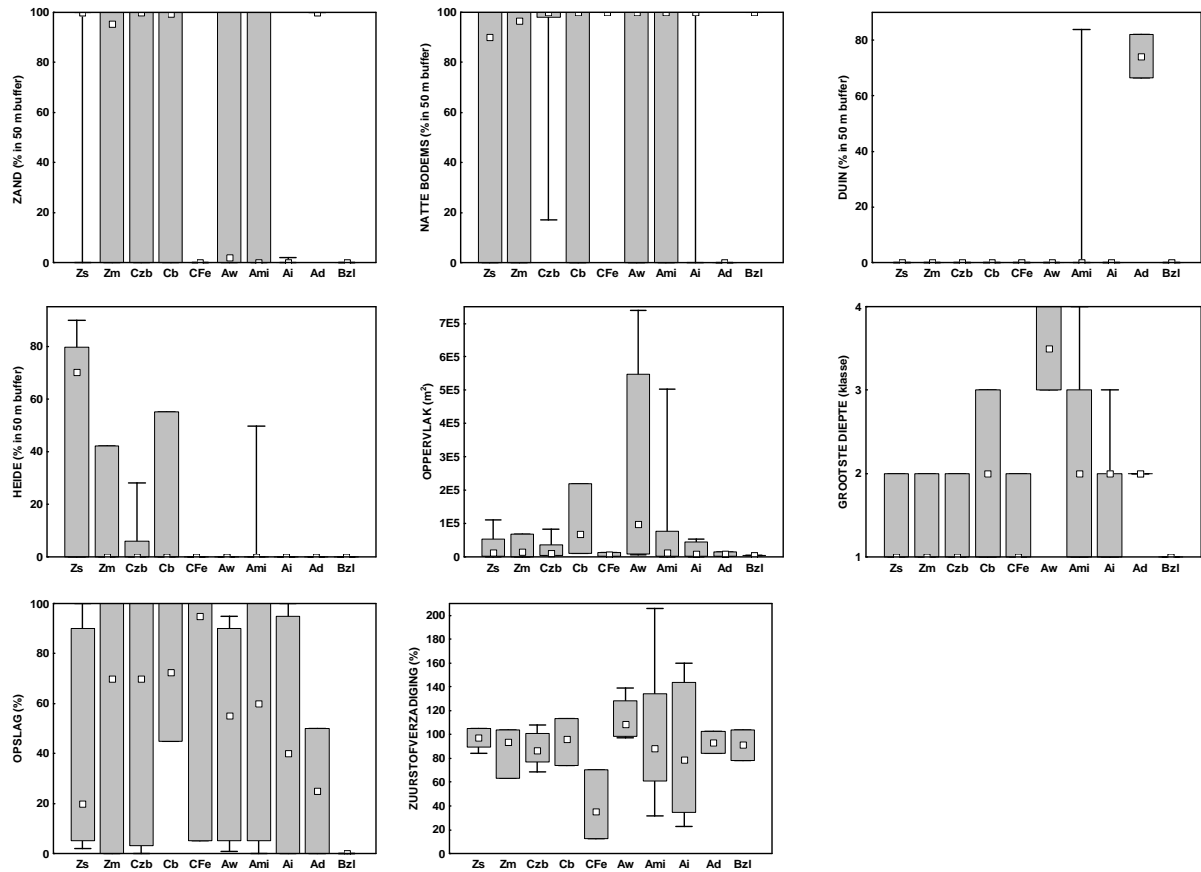 ZAND (% in 50 m buffer)
100
80
60
40
20
0
Zs Zm Czb Cb CFe Aw Ami Ai Ad Bzl
NATTE BODEMS (% in 50 m buffer)
100
80
60
40
20
0
Zs Zm Czb Cb CFe Aw Ami Ai Ad Bzl
DUIN (% in 50 m buffer)
80
60
40
20
0
Zs Zm Czb Cb CFe Aw Ami Ai Ad Bzl
HEIDE (% in 50 m buffer)
80
60
40
20
0
Zs Zm Czb Cb CFe Aw Ami Ai Ad Bzl
OPPERVLAK (m²)
7E5
6E5
5E5
4E5
3E5
2E5
1E5
0
Zs Zm Czb Cb CFe Aw Ami Ai Ad Bzl
GROOTSTE DIEPTE (klasse)
4
3
2
1
Zs Zm Czb Cb CFe Aw Ami Ai Ad Bzl
OPSLAG (%)
100
80
60
40
20
0
Zs Zm Czb Cb CFe Aw Ami Ai Ad Bzl
ZUURSTOFVERZADIGING (%)
200
180
160
140
120
100
80
60
40
20
0
Zs Zm Czb Cb CFe Aw Ami Ai Ad Bzl